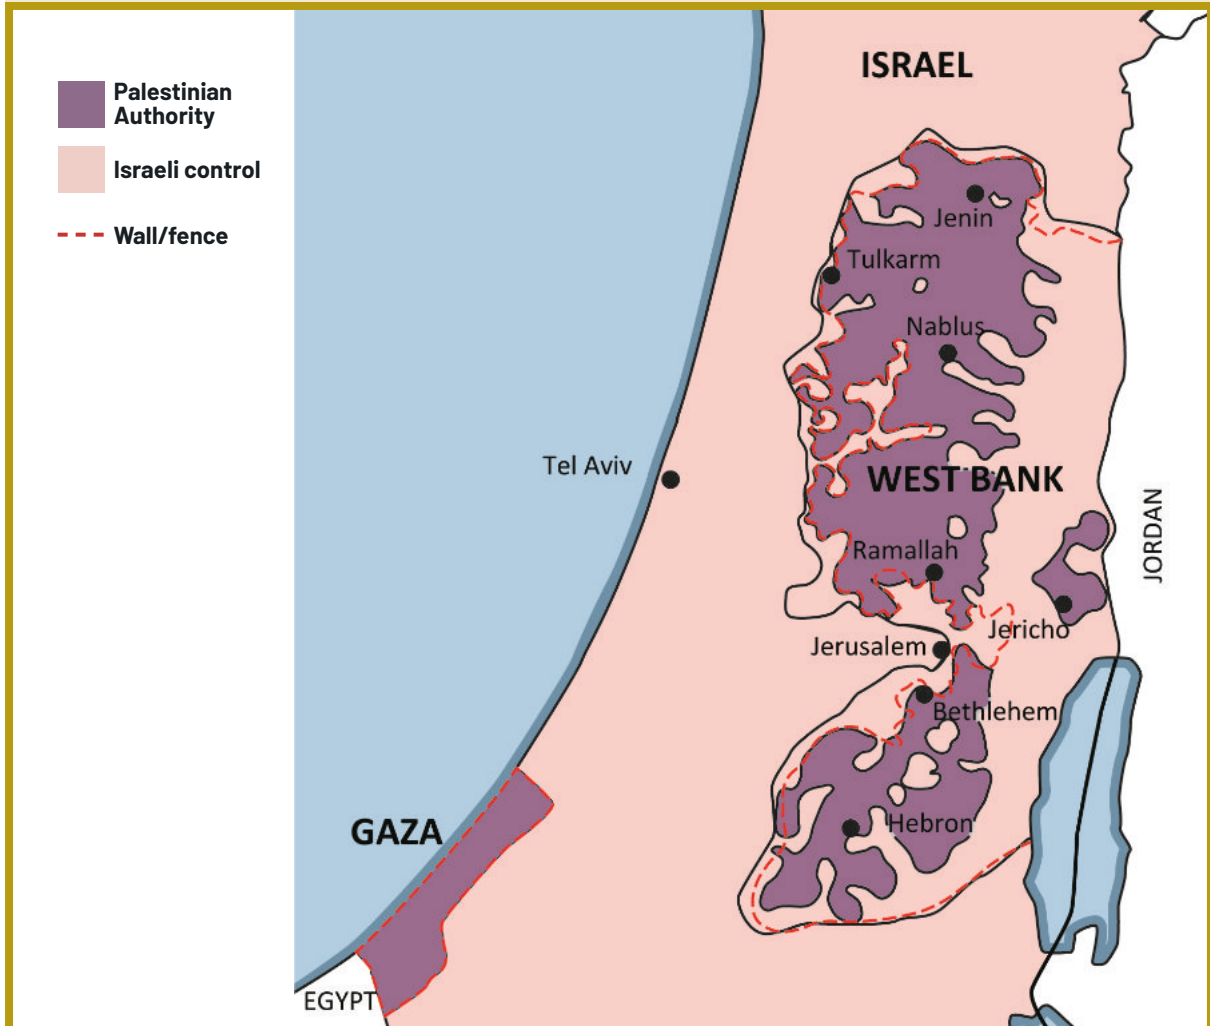 Palestinian
Authority
Israeli control
Wall/fence
ISRAEL
Jenin
Tulkarm
Nablus
Tel Aviv
WEST BANK
JORDAN
Ramallah
Jericho
Jerusalem
Bethlehem
GAZA
Hebron
EGYPT